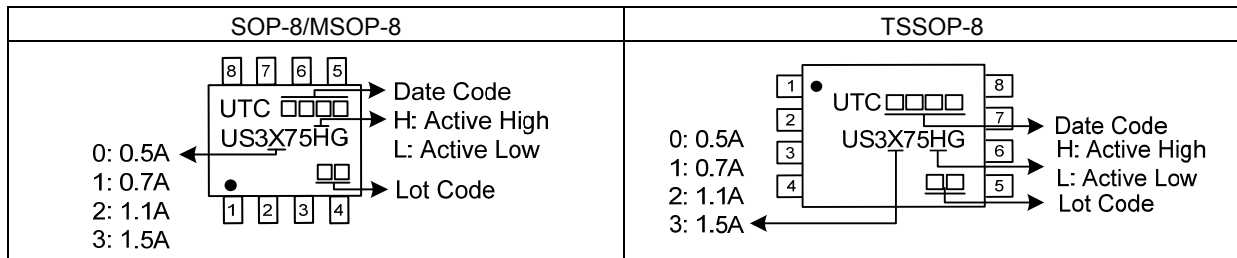 SOP-8/MSOP-8
8 7 6 5
UTC □□□□
Date Code
US3X75HG
H: Active High
L: Active Low
□□
Lot Code
0: 0.5A
1: 0.7A
2: 1.1A
3: 1.5A
1 2 3 4
TSSOP-8
1
2
3
4
8
7
6
5
UTC □□□□
US3X75HG
□□
0: 0.5A
1: 0.7A
2: 1.1A
3: 1.5A
Date Code
H: Active High
L: Active Low
Lot Code